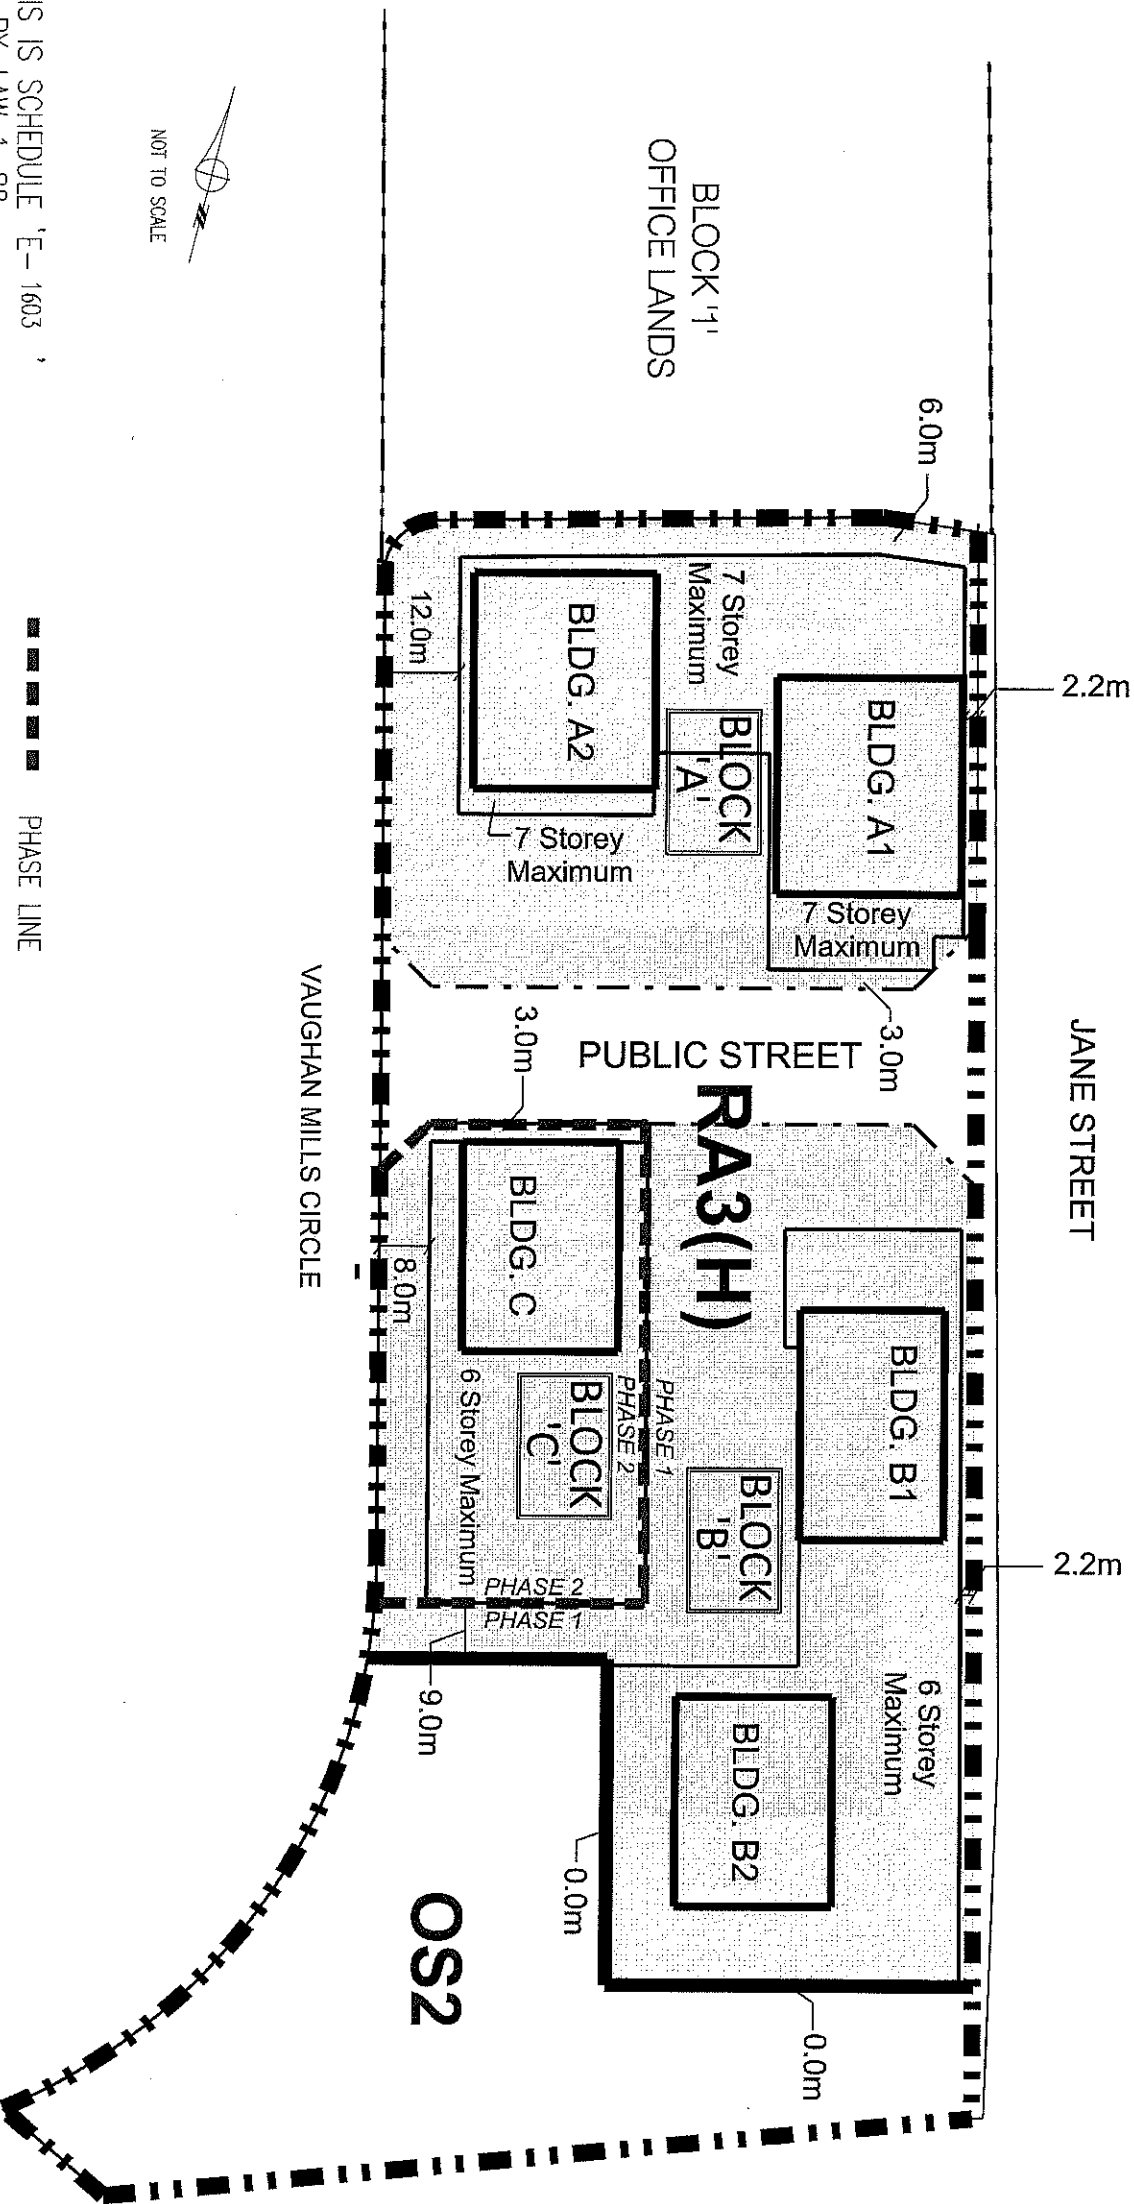 JANE STREET
2.2m
2.2m
BLOCK '1'
OFFICE LANDS
6.0m
7 Storey
Maximum
BLDG. A1
BLDG. A2
BLOCK
'A'
12.0m
7 Storey
Maximum
7 Storey
Maximum
3.0m
PUBLIC STREET
3.0m
RA3(H)
BLDG. B1
BLOCK
'B'
6 Storey
Maximum
BLDG. B2
PHASE 1
PHASE 2
BLDG. C
BLOCK
'C'
6 Storey Maximum
8.0m
PHASE 2
PHASE 1
9.0m
0.0m
0.0m
OS2
VAUGHAN MILLS CIRCLE
NOT TO SCALE
PHASE LINE
IS IS SCHEDULE 'E-1603 '